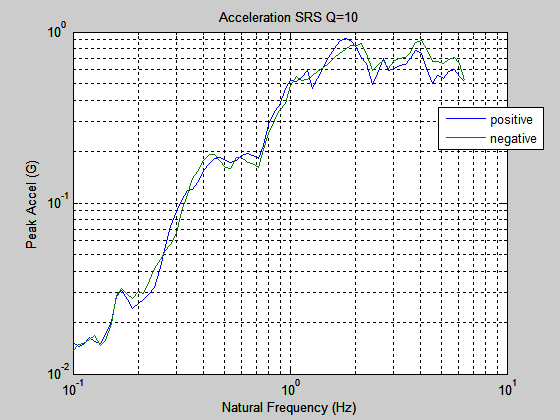 Acceleration SRS Q=10
10^0
10^-1
10^-2
Peak Accel (G)
positive
negative
10^-1
10^0
10^1
Natural Frequency (Hz)